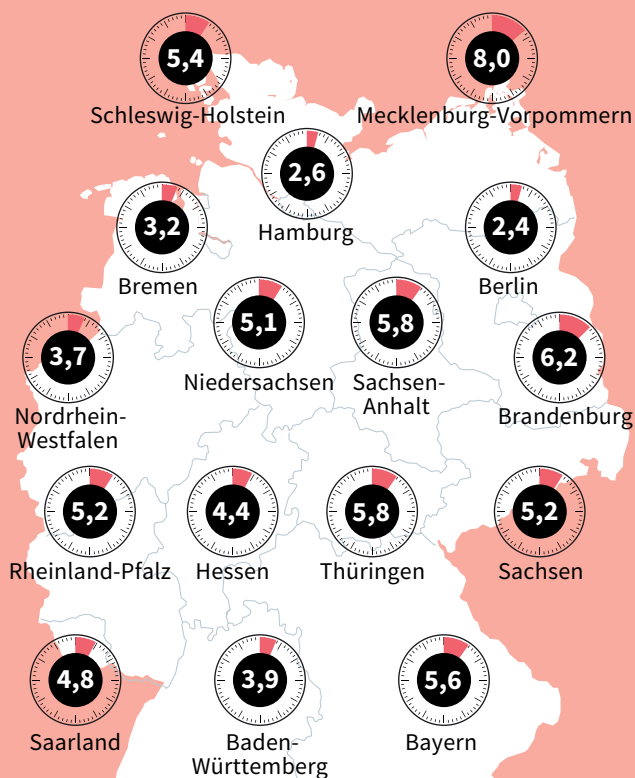 5,4
Schleswig-Holstein
8,0
Mecklenburg-Vorpommern
2,6
Hamburg
3,2
Bremen
2,4
Berlin
5,1
Niedersachsen
5,8
Sachsen-
Anhalt
3,7
Nordrhein-
Westfalen
6,2
Brandenburg
5,2
Rheinland-Pfalz
4,4
Hessen
5,8
Thüringen
5,2
Sachsen
4,8
Saarland
3,9
Baden-
Württemberg
5,6
Bayern